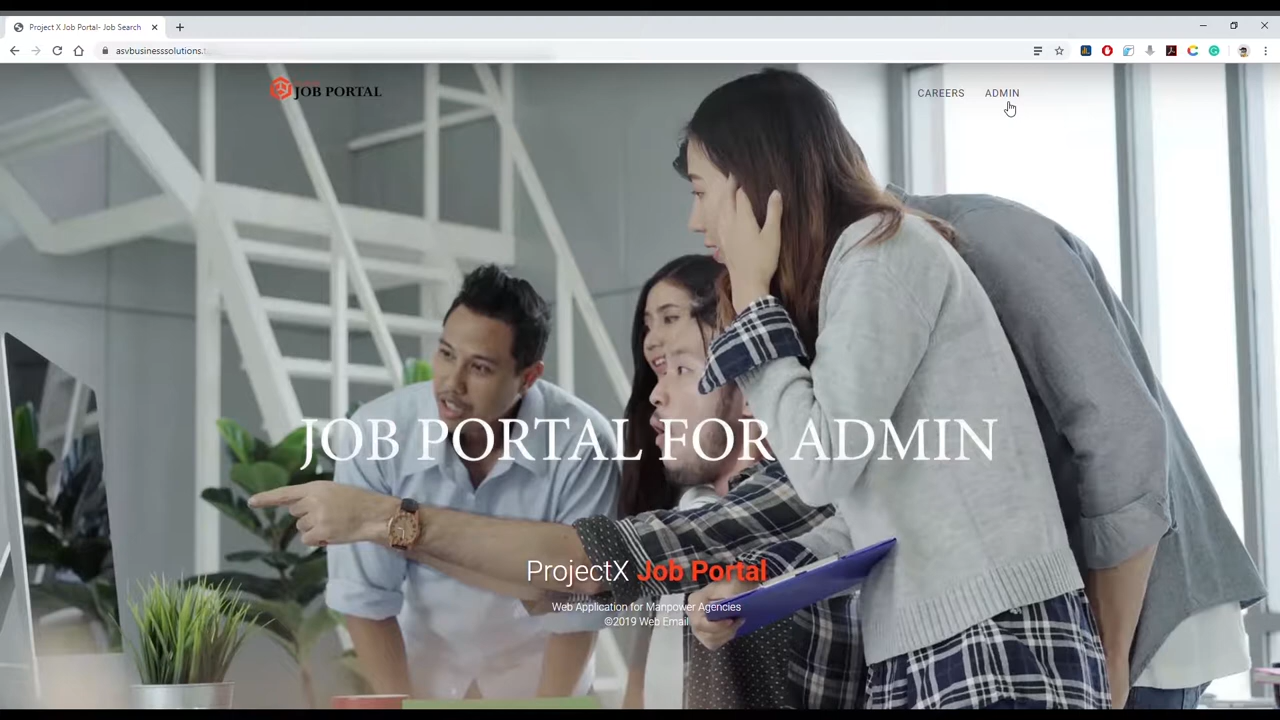 Project X Job Portal- Job Search
asvbusinesssolutions.
JOB PORTAL
CAREERS
ADMIN
JOB PORTAL FOR ADMIN
ProjectX Job Portal
Web Application for Manpower Agencies
©2019 Web Email